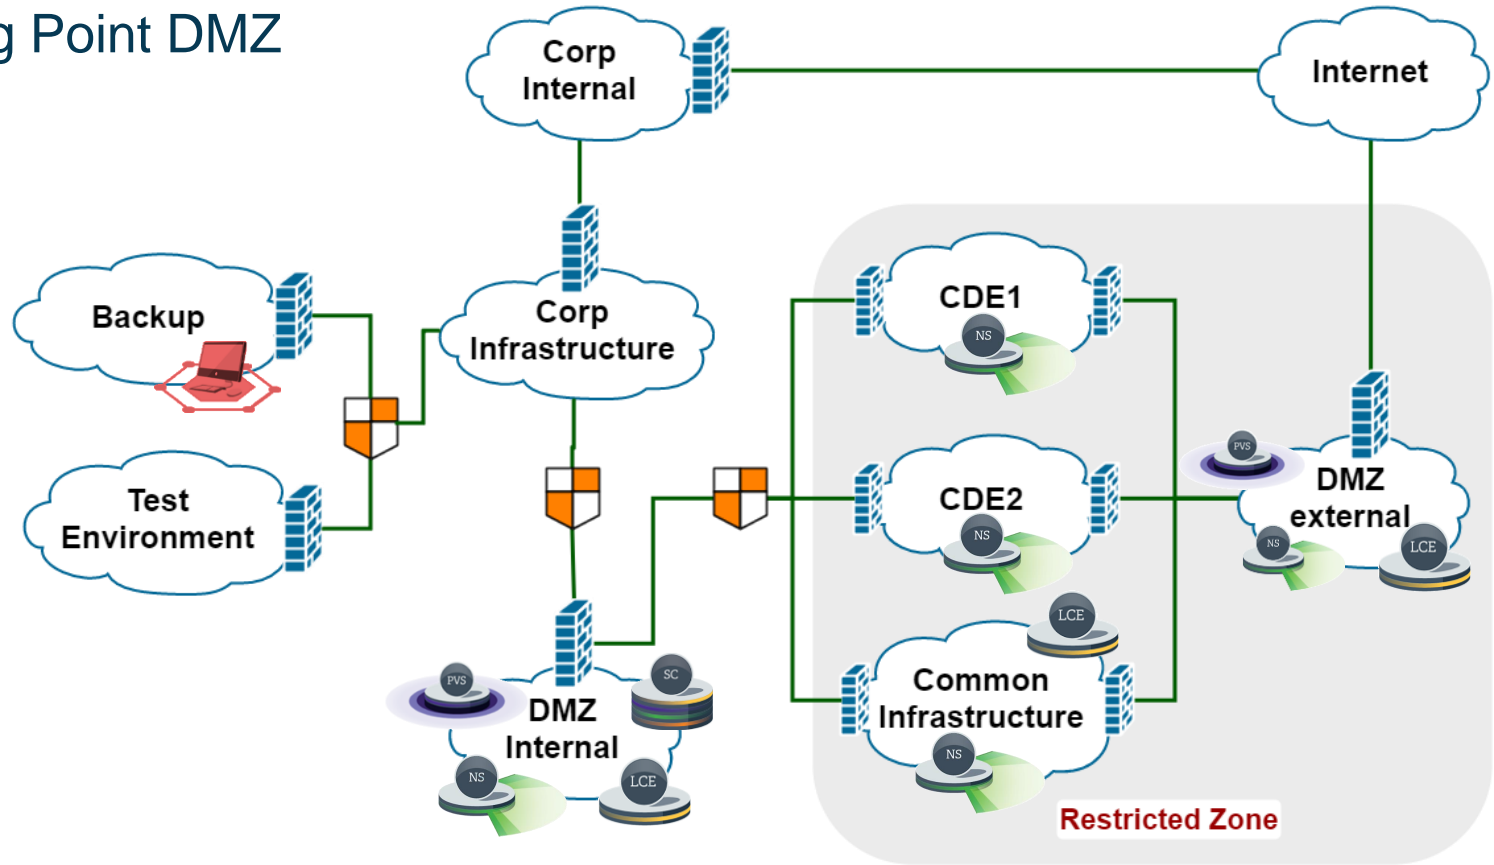 g Point DMZ
Corp
Internal
Internet
Backup
Corp
Infrastructure
CDE1
NS
Test
Environment
CDE2
NS
PVS
DMZ
external
NS
LCE
LCE
Common
Infrastructure
NS
PVS
SC
DMZ
Internal
NS
LCE
Restricted Zone